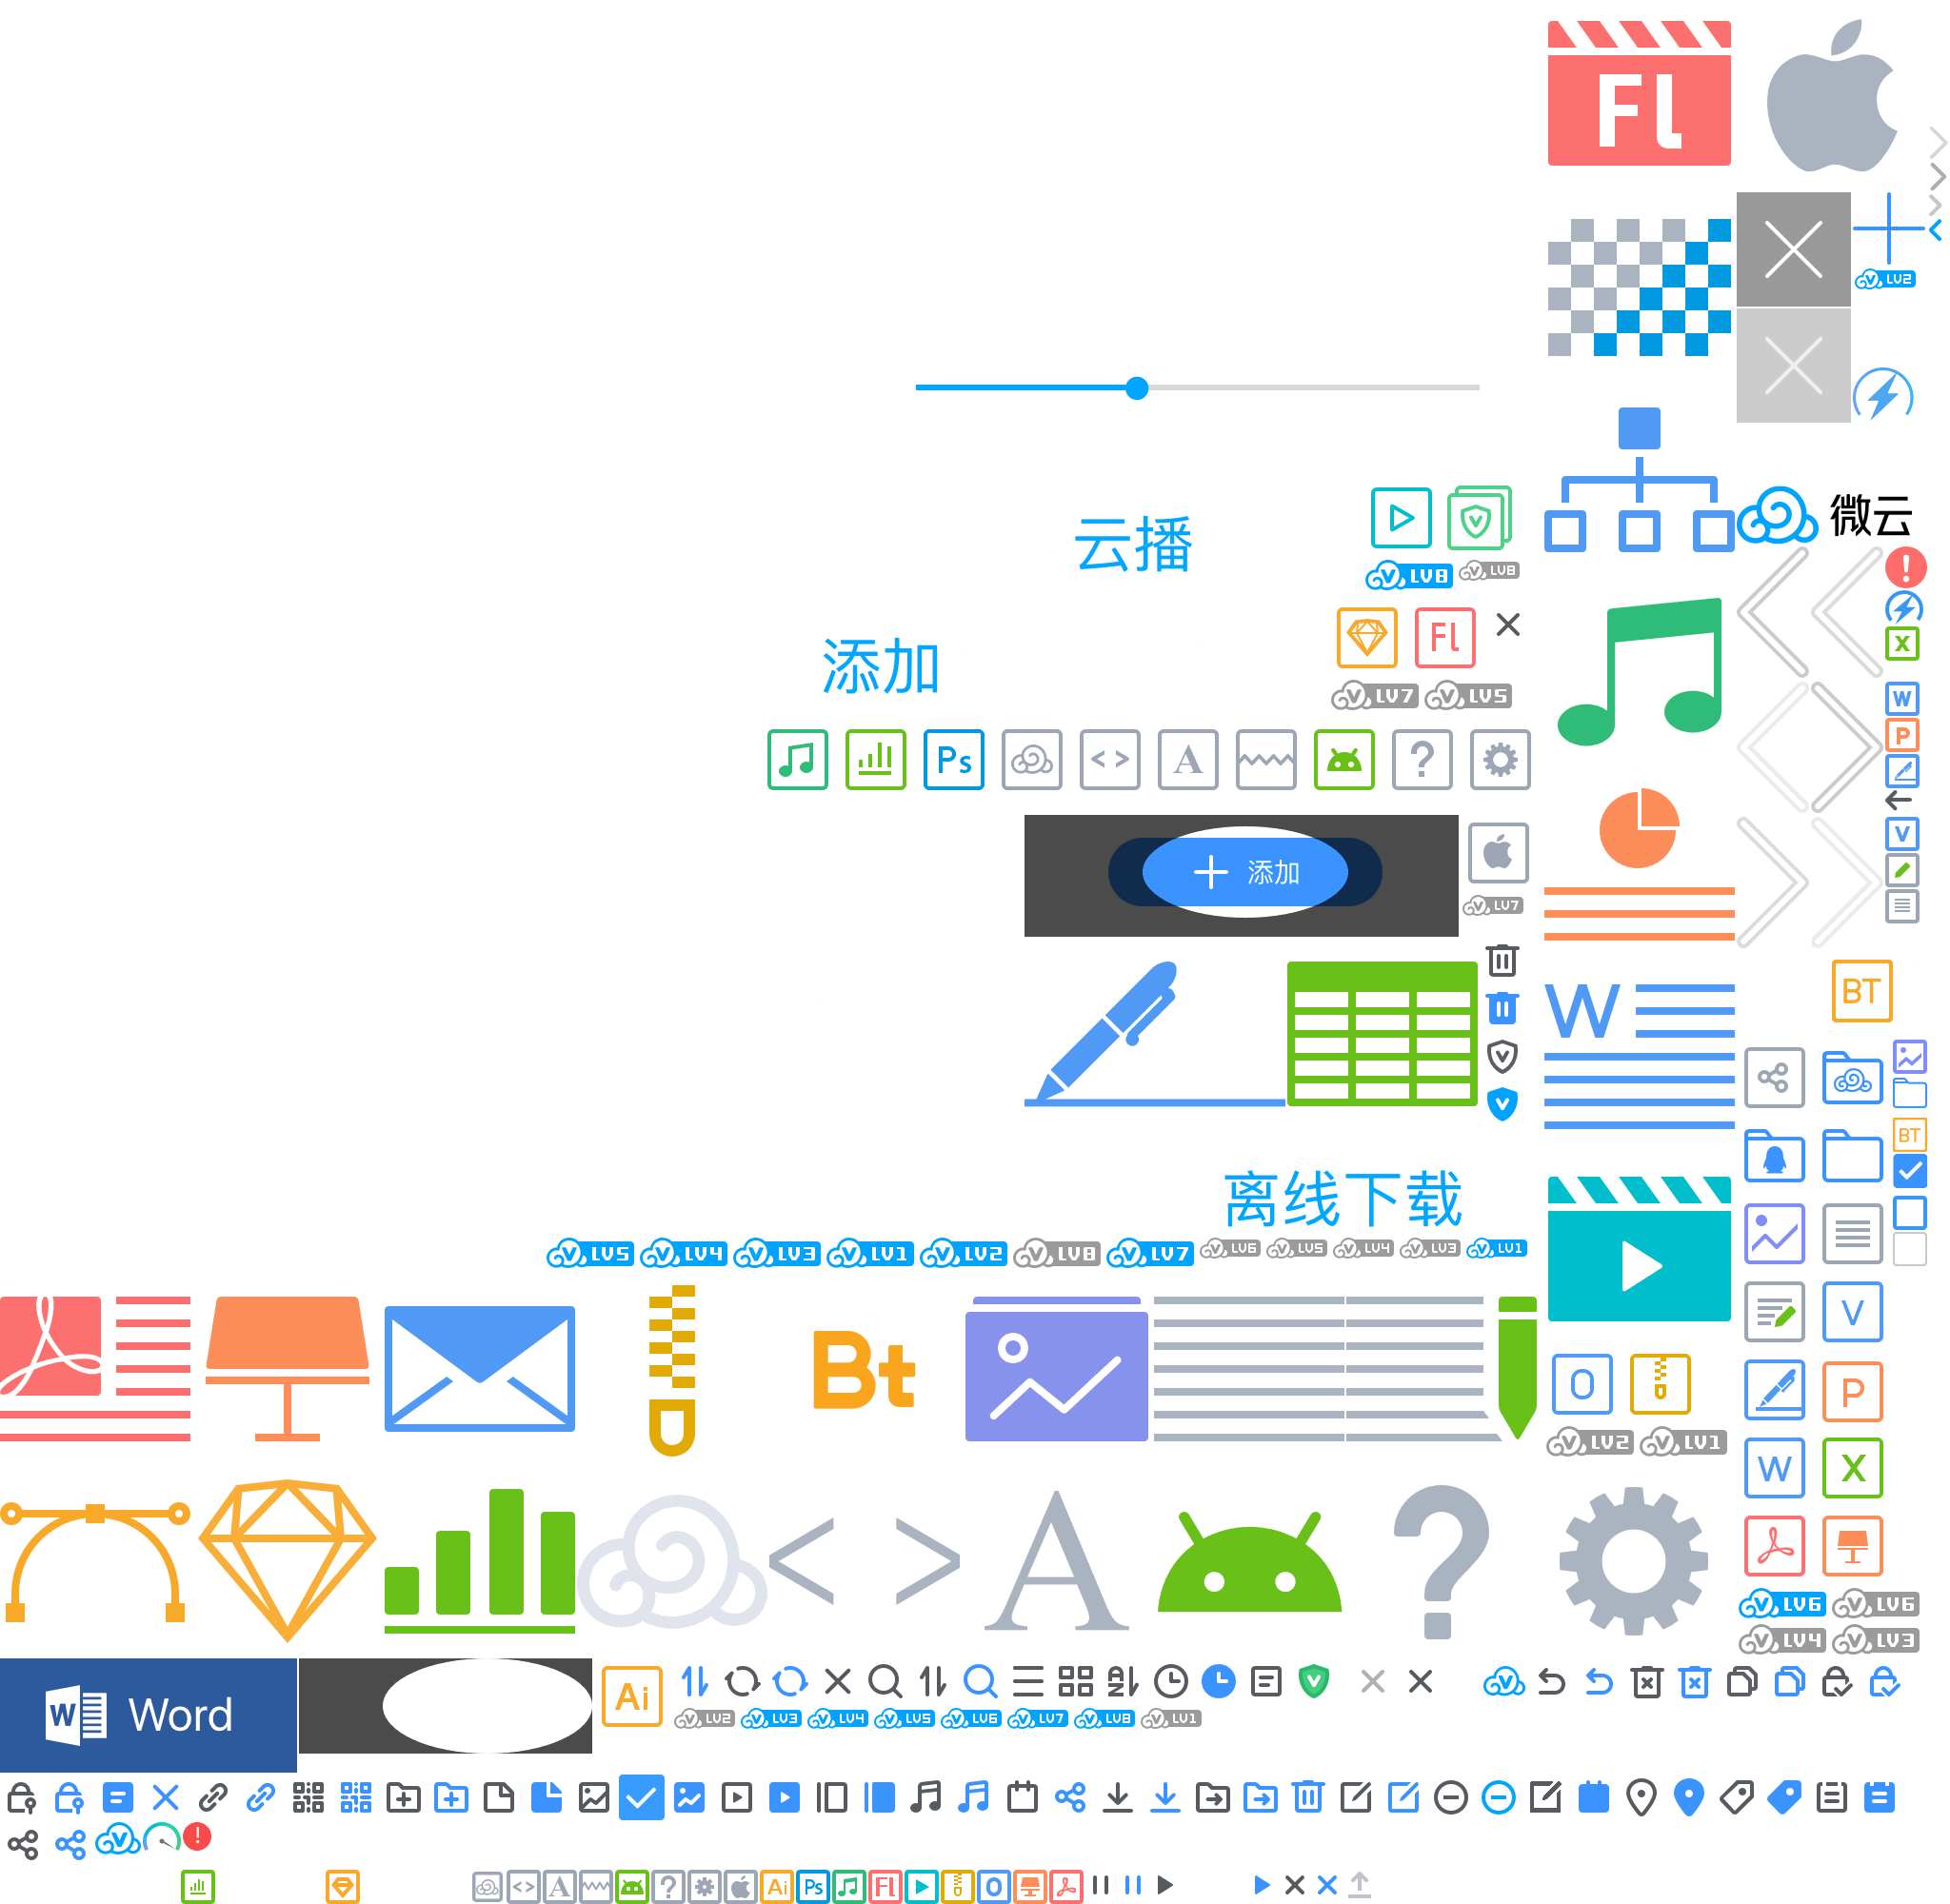 Fl
LV2
微云
云播
LV8 LV8
Fl
添加
LV7 LV5
X
W
P
Ps < > A ?
添加
V
LV7
W
BT
BT
离线下载
LV5 LV4 LV3 LV1 LV2 LV8 LV7 LV6 LV5 LV4 LV3 LV1
V
Bt
O
P
LV2 LV1
W X
< > A ?
LV6 LV6
LV4 LV3
W Word
Ai
LV2 LV3 LV4 LV5 LV6 LV7 LV8 LV1
< > A ? Ai Ps Fl O